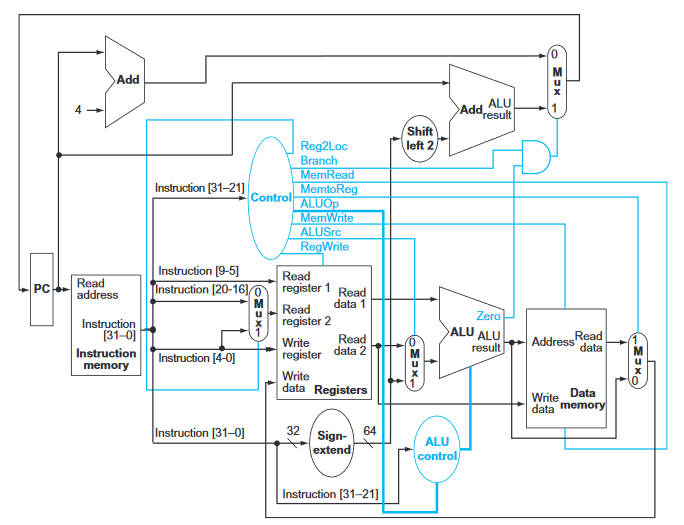 0
M
u
x
1
Add
4
Add
ALU
result
Shift
left 2
Reg2Loc
Branch
MemRead
MemtoReg
ALUOp
MemWrite
ALUSrc
RegWrite
Instruction [31–21]
Control
PC
Read
address
Instruction
[31–0]
Instruction
memory
Instruction [9-5]
Instruction [20-16]
Instruction [4-0]
0
M
u
x
1
Read
register 1
Read
data 1
Read
register 2
Write
register
Read
data 2
Write
data
Registers
0
M
u
x
1
Zero
ALU
ALU
result
Address
Read
data
Write
data
Data
memory
1
M
u
x
0
Instruction [31–0]
32
Sign-
extend
64
ALU
control
Instruction [31–21]